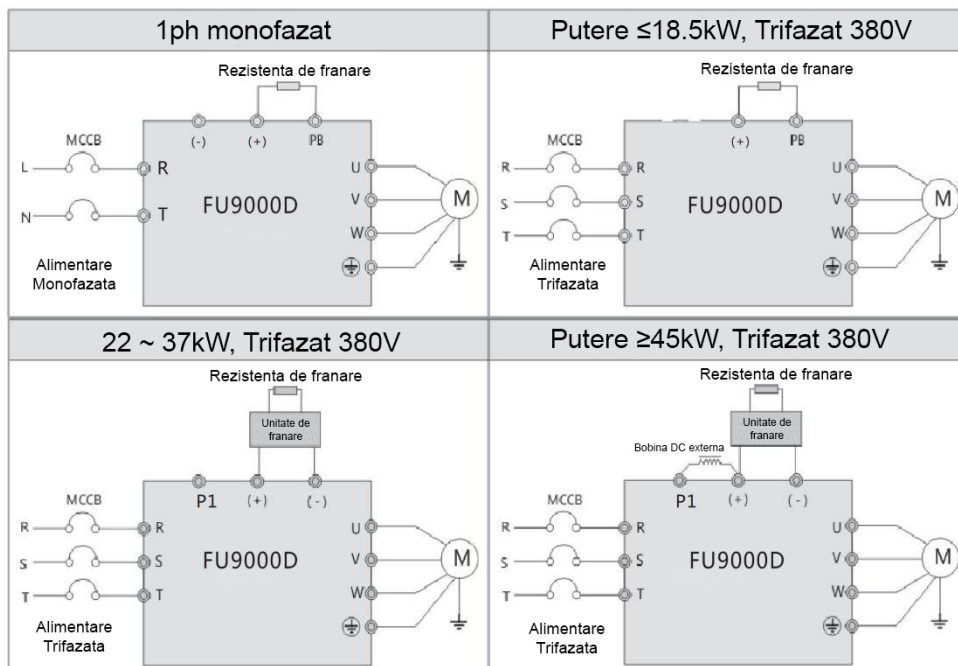 1ph monofazat
Rezistenta de franare
(-) (+) PB
MCCB
L R
N T
FU9000D
U
V
W
M
Alimentare
Monofazata
Putere ≤18.5kW, Trifazat 380V
Rezistenta de franare
(+) PB
MCCB
R R
S S
T T
FU9000D
U
V
W
M
Alimentare
Trifazata
22 ~ 37kW, Trifazat 380V
Rezistenta de franare
Unitate de
franare
P1 (+) (-)
MCCB
R R
S S
T T
FU9000D
U
V
W
M
Alimentare
Trifazata
Putere ≥45kW, Trifazat 380V
Rezistenta de franare
Unitate de
franare
Bobina DC externa
P1 (+) (-)
MCCB
R R
S S
T T
FU9000D
U
V
W
M
Alimentare
Trifazata